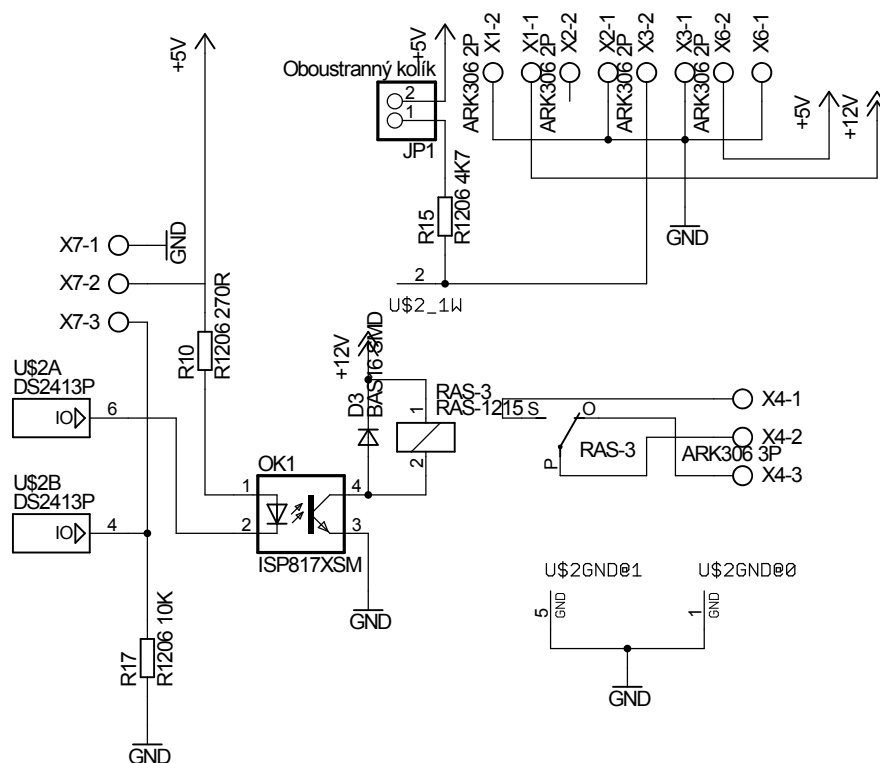 +5V
Oboustranný kolík
+5V
2
1
JP1
X1-2
ARK306 2P
X1-1
X2-2
ARK306 2P
X2-1
X3-2
ARK306 2P
X3-1
X6-2
ARK306 2P
X6-1
+5V
+12V
R15
R1206 4K7
GND
X7-1
GND
X7-2
X7-3
2
U$2_1W
R10
R1206 270R
+12V
D3
BAS16 SMD
U$2A
DS2413P
IO
6
1
2
RAS-3
RAS-1215
S
O
P
RAS-3
X4-1
X4-2
ARK306 3P
X4-3
U$2B
DS2413P
IO
4
OK1
1
2
4
3
ISP817XSM
GND
U$2GND@1
U$2GND@0
5
GND
1
GND
GND
R17
R1206 10K
GND